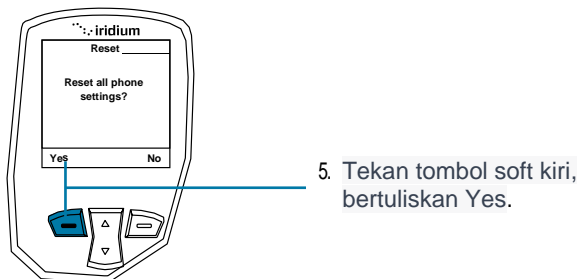 iridium
Reset
Reset all phone
settings?
Yes No
5. Tekan tombol soft kiri,
bertuliskan Yes.